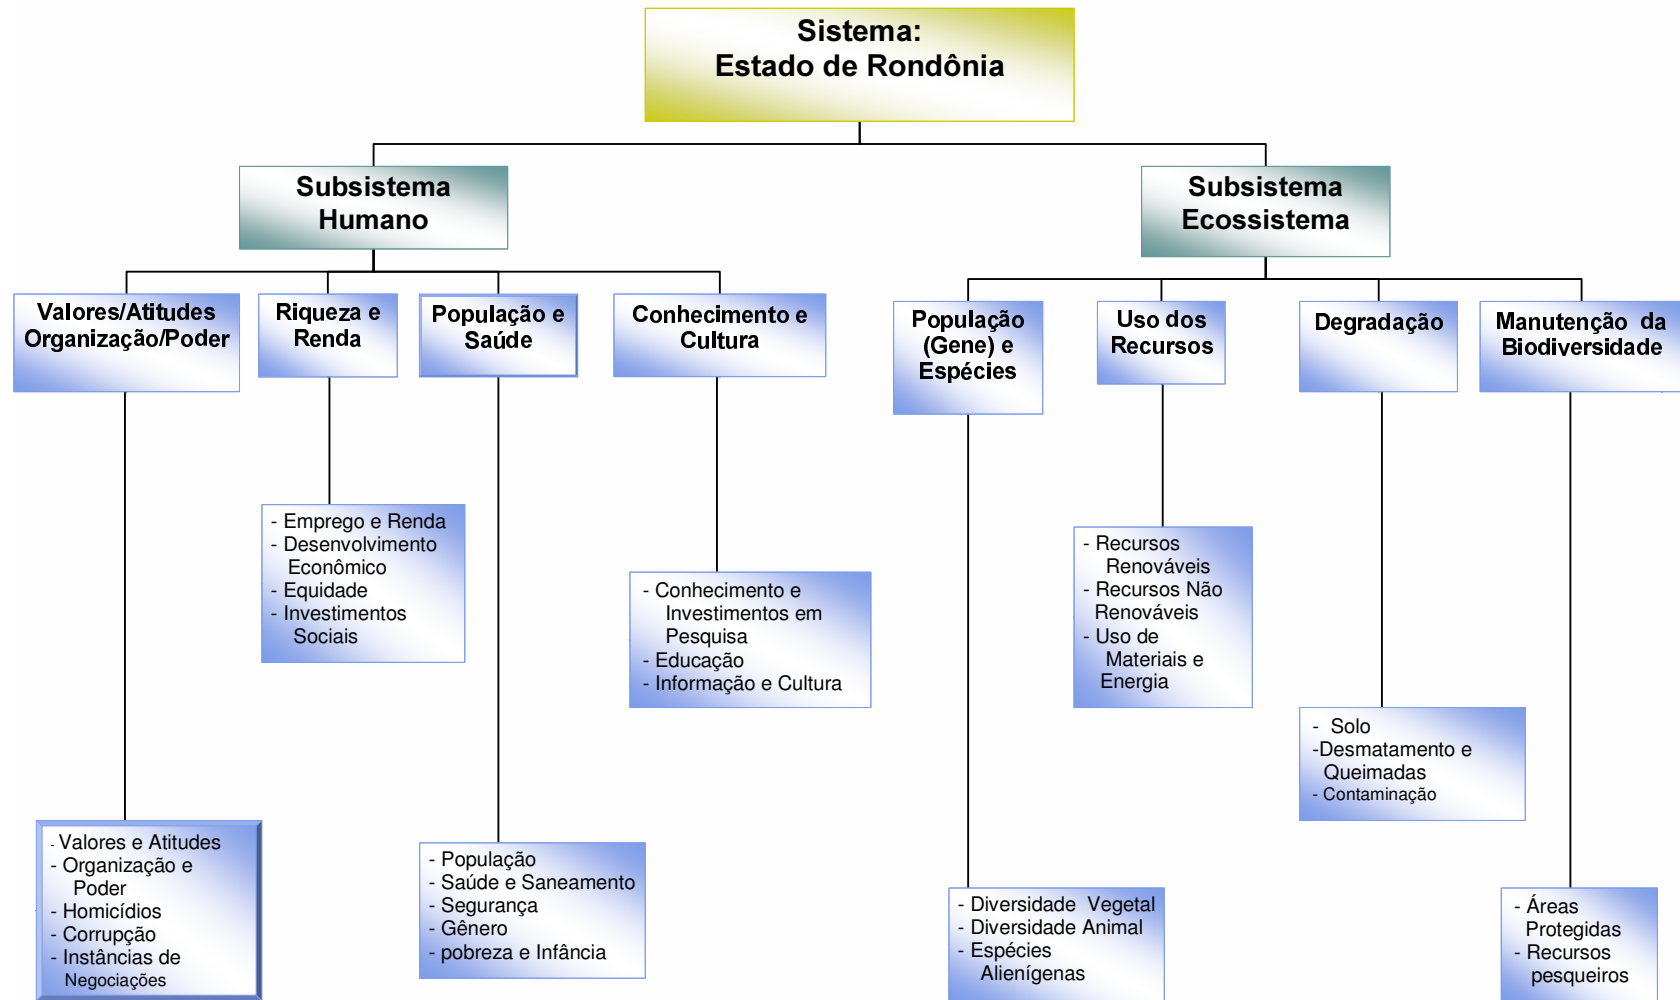 Sistema:
Estado de Rondônia
Subsistema
Humano
Subsistema
Ecossistema
Valores/Atitudes
Organização/Poder
Riqueza e
Renda
População e
Saúde
Conhecimento e
Cultura
População
(Gene) e
Espécies
Uso dos
Recursos
Degradação
Manutenção da
Biodiversidade
- Emprego e Renda
- Desenvolvimento
Econômico
- Equidade
- Investimentos
Sociais
- Conhecimento e
Investimentos em
Pesquisa
- Educação
- Informação e Cultura
- Recursos
Renováveis
- Recursos Não
Renováveis
- Uso de
Materiais e
Energia
- Solo
-Desmatamento e
Queimadas
- Contaminação
- Valores e Atitudes
- Organização e
Poder
- Homicídios
- Corrupção
- Instâncias de
Negociações
- População
- Saúde e Saneamento
- Segurança
- Gênero
- pobreza e Infância
- Diversidade Vegetal
- Diversidade Animal
- Espécies
Alienígenas
- Áreas
Protegidas
- Recursos
pesqueiros